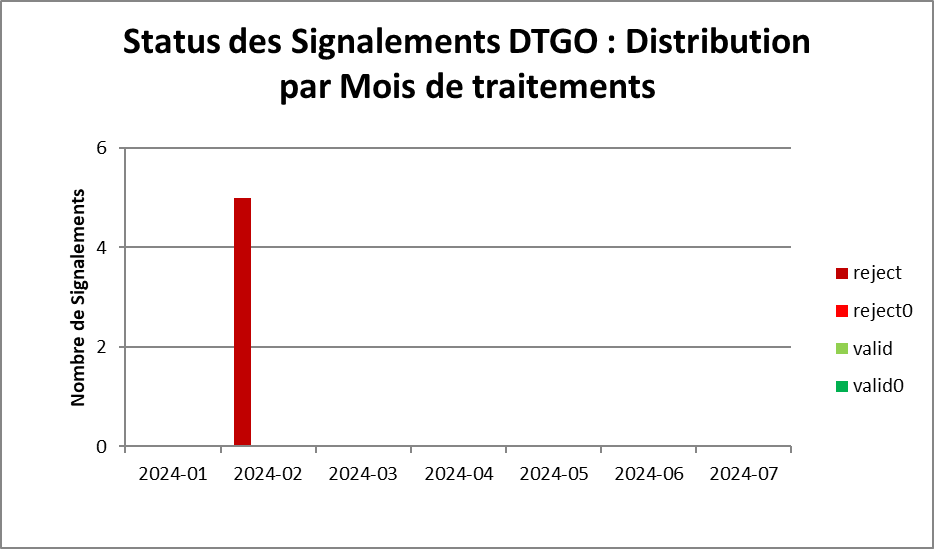 Status des Signalements DTGO : Distribution
par Mois de traitements
Nombre de Signalements
6
4
2
0
2024-01
2024-02
2024-03
2024-04
2024-05
2024-06
2024-07
reject
reject0
valid
valid0